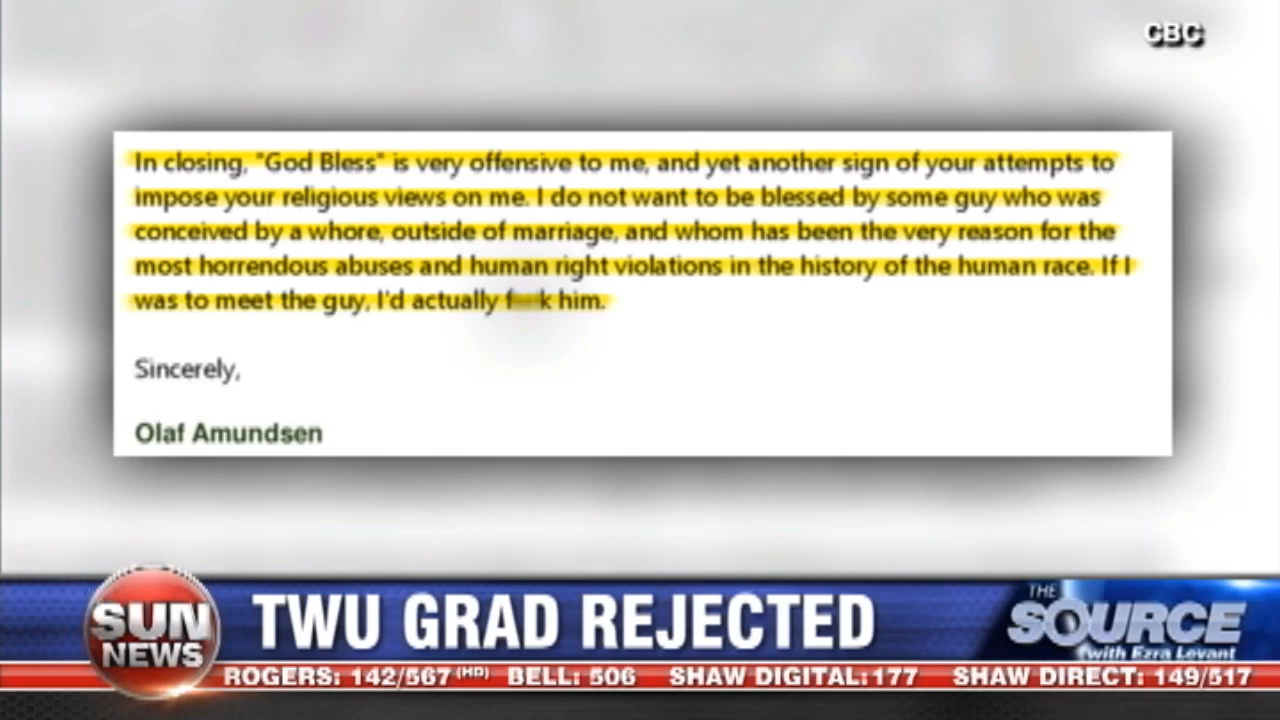 CBC
In closing, "God Bless" is very offensive to me, and yet another sign of your attempts to
impose your religious views on me. I do not want to be blessed by some guy who was
conceived by a whore, outside of marriage, and whom has been the very reason for the
most horrendous abuses and human right violations in the history of the human race. If I
was to meet the guy, I'd actually f k him.
Sincerely,
Olaf Amundsen
SUN
NEWS
TWU GRAD REJECTED
THE
SOURCE
with Ezra Levant
ROGERS: 142/567 (HD) BELL: 506 SHAW DIGITAL: 177 SHAW DIRECT: 149/517